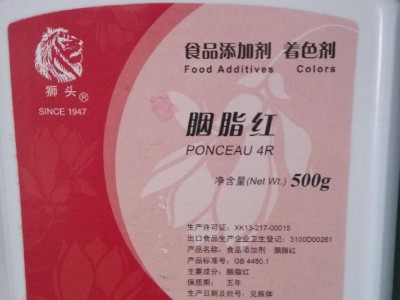 狮头®
SINCE 1947
食品添加剂 着色剂
Food Additives Colors
胭脂红
PONCEAU 4R
净含量(Net Wt.) 500g
生产许可证: XK13-217-00015
出口食品生产企业卫生登记: 3100D00261
产品名称: 食品添加剂 胭脂红
产品标准号: GB 4480.1
主要成分: 胭脂红
保质期: 五年
生产日期及批号: 见瓶体